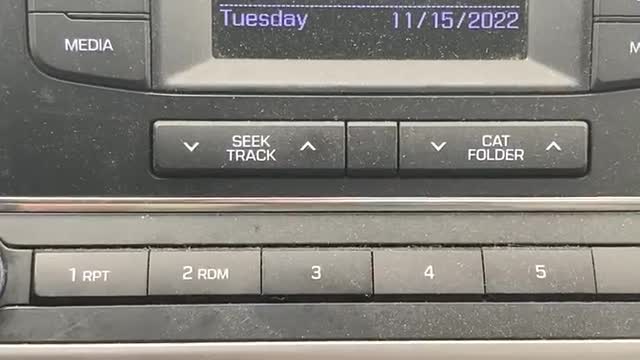 Tuesday 11/15/2022
MEDIA
M
SEEK
TRACK
CAT
FOLDER
1 RPT 2 RDM 3 4 5